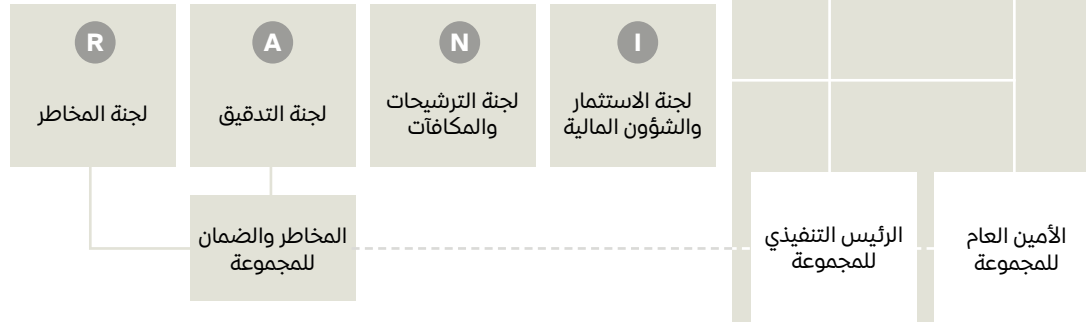 I
لجنة الاستثمار
والشؤون المالية
N
لجنة الترشيحات
والمكافآت
A
لجنة التدقيق
R
لجنة المخاطر
الأمين العام
للمجموعة
الرئيس التنفيذي
للمجموعة
المخاطر والضمان
للمجموعة